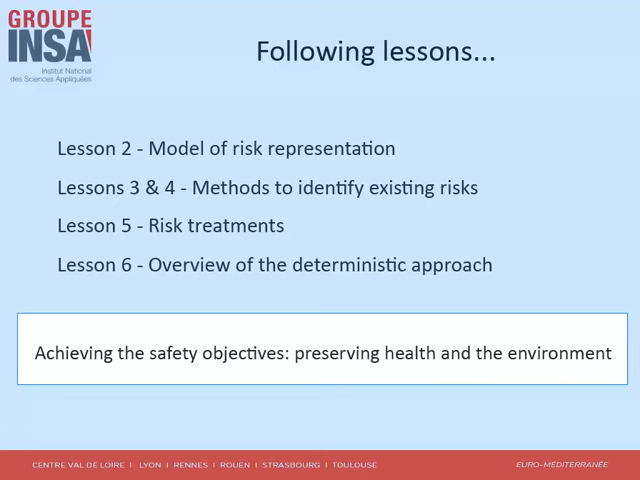 GROUPE
INSA
Institut National
des Sciences Appliquées
Following lessons...
Lesson 2 - Model of risk representation
Lessons 3 & 4 - Methods to identify existing risks
Lesson 5 - Risk treatments
Lesson 6 - Overview of the deterministic approach
Achieving the safety objectives: preserving health and the environment
CENTRE VAL DE LOIRE I LYON I RENNES I ROUEN I STRASBOURG I TOULOUSE
EURO-MÉDITERRANÉE